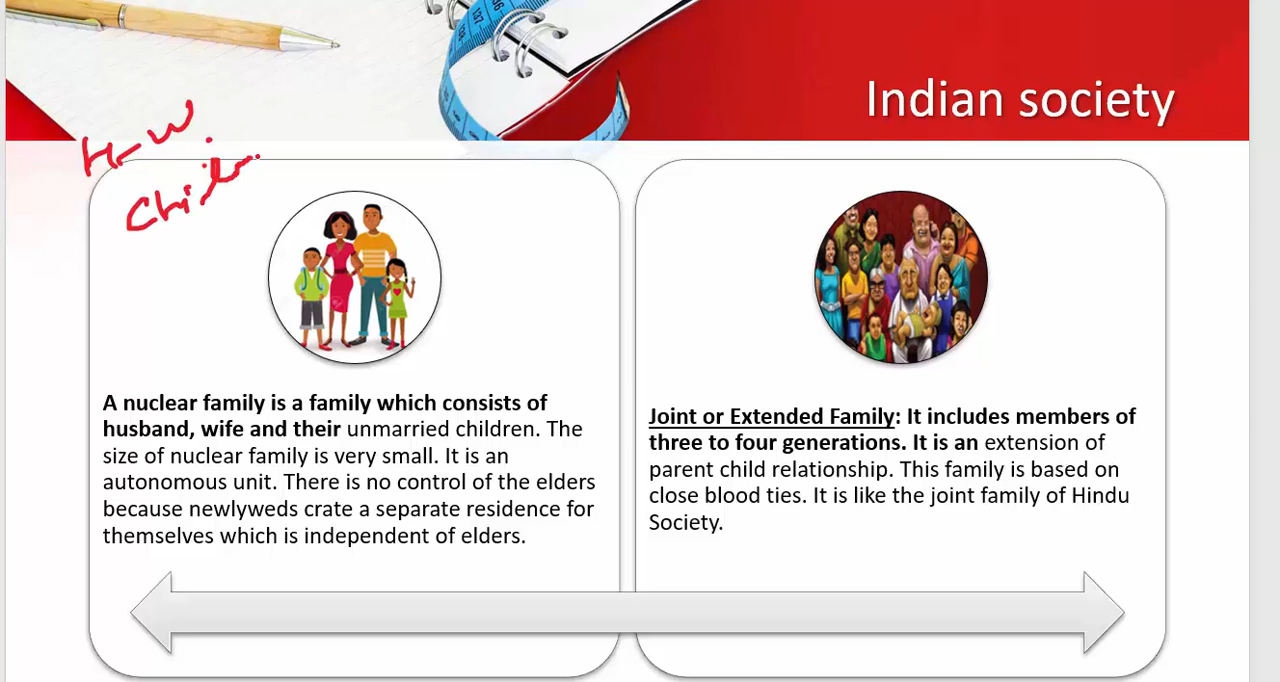 Indian society
H-W.
Chil
A nuclear family is a family which consists of
husband, wife and their unmarried children. The
size of nuclear family is very small. It is an
autonomous unit. There is no control of the elders
because newlyweds crate a separate residence for
themselves which is independent of elders.
Joint or Extended Family: It includes members of
three to four generations. It is an extension of
parent child relationship. This family is based on
close blood ties. It is like the joint family of Hindu
Society.